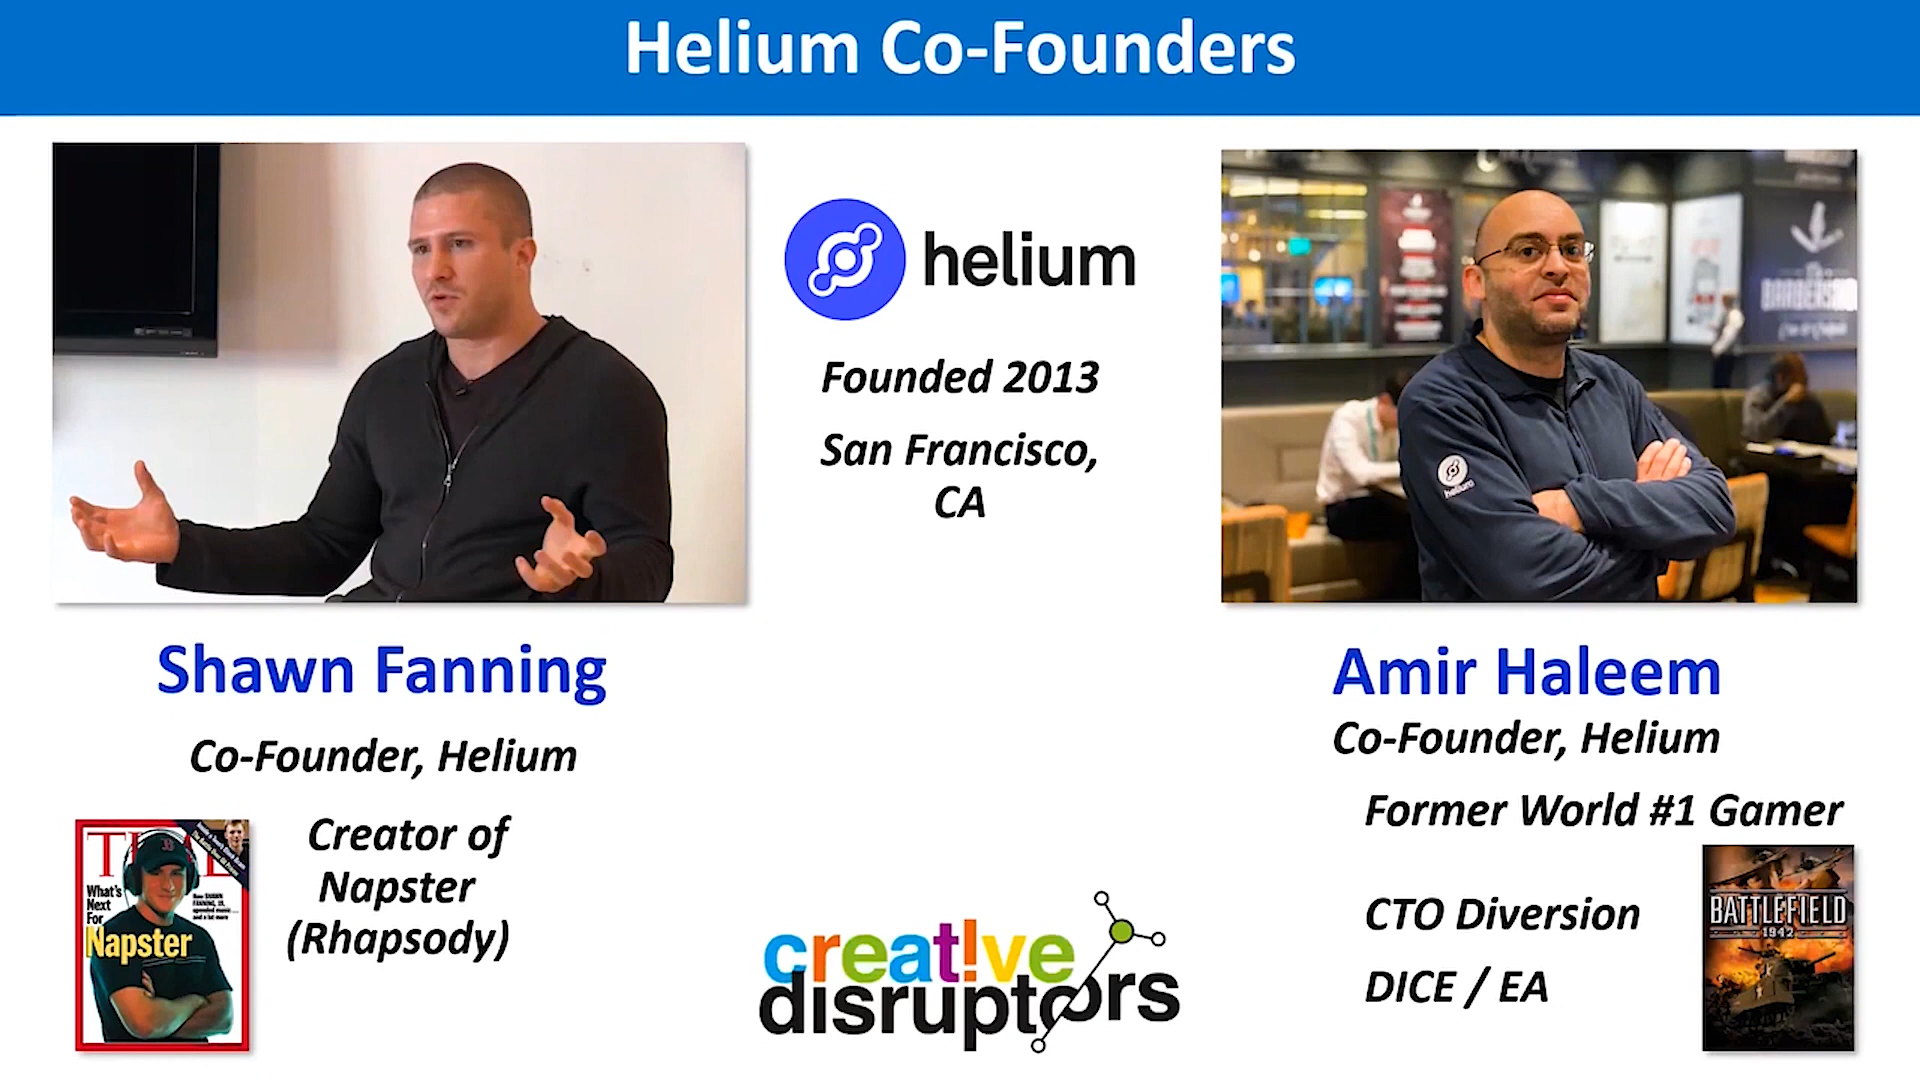 Helium Co-Founders
helium
Founded 2013
San Francisco,
CA
helium
Shawn Fanning
Co-Founder, Helium
Creator of
Napster
(Rhapsody)
TIME
What's
Next
For
Napster
creat!ve
disruptors
Amir Haleem
Co-Founder, Helium
Former World #1 Gamer
CTO Diversion
DICE / EA
BATTLEFIELD
1942